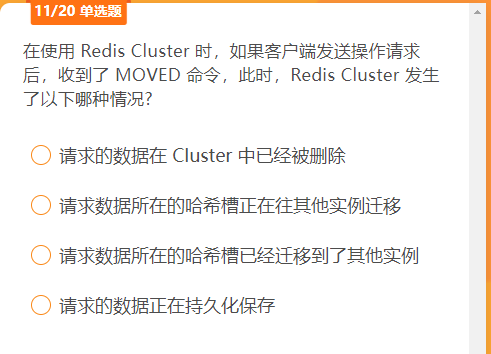 11/20 单选题
在使用 Redis Cluster 时，如果客户端发送操作请求
后，收到了 MOVED 命令，此时，Redis Cluster 发生
了以下哪种情况？
请求的数据在 Cluster 中已经被删除
请求数据所在的哈希槽正在往其他实例迁移
请求数据所在的哈希槽已经迁移到了其他实例
请求的数据正在持久化保存